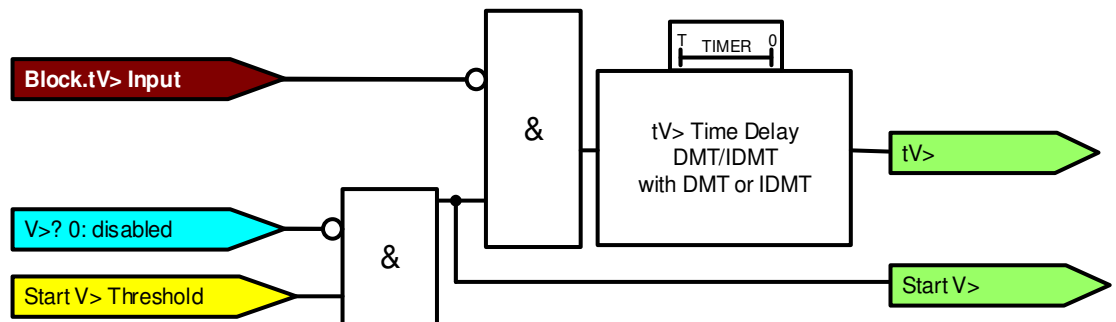 T TIMER 0
Block.tV> Input
&
tV> Time Delay
DMT/IDMT
with DMT or IDMT
tV>
V>? 0: disabled
&
Start V> Threshold
Start V>